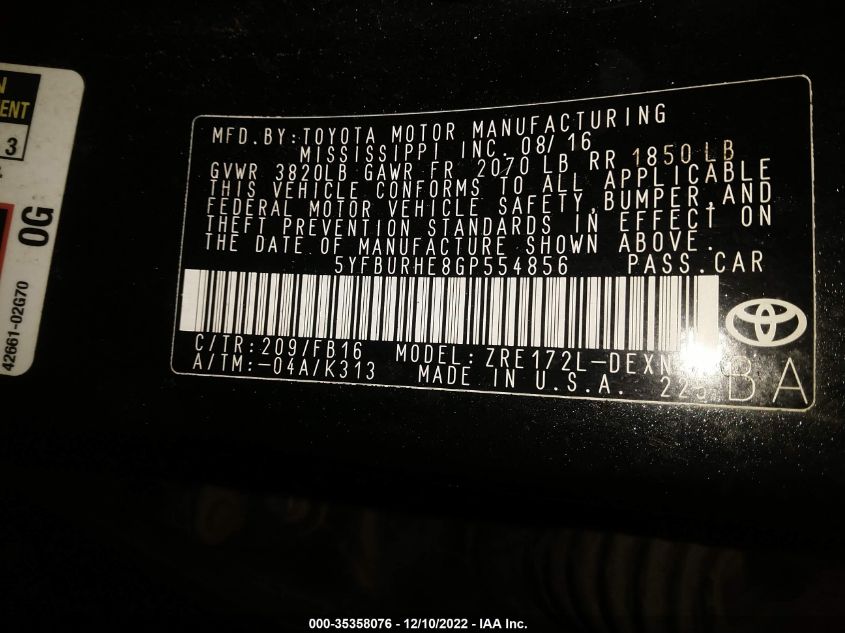 N
ENT
3
OG
42661-02G70
MFD.BY:TOYOTA MOTOR MANUFACTURING
MISSISSIPPI INC. 08/16
GVWR 3820LB GAWR FR 2070 LB RR 1850 LB
THIS VEHICLE CONFORMS TO ALL APPLICABLE
FEDERAL MOTOR VEHICLE SAFETY, BUMPER, AND
THEFT PREVENTION STANDARDS IN EFFECT ON
THE DATE OF MANUFACTURE SHOWN ABOVE.
5YFBURHE8GP554856 PASS.CAR
C/TR:209/FB16 MODEL: ZRE172L-DEXN
A/TM:-04A/K313 MADE IN U.S.A. BA
000-35358076 - 12/10/2022 - IAA Inc.